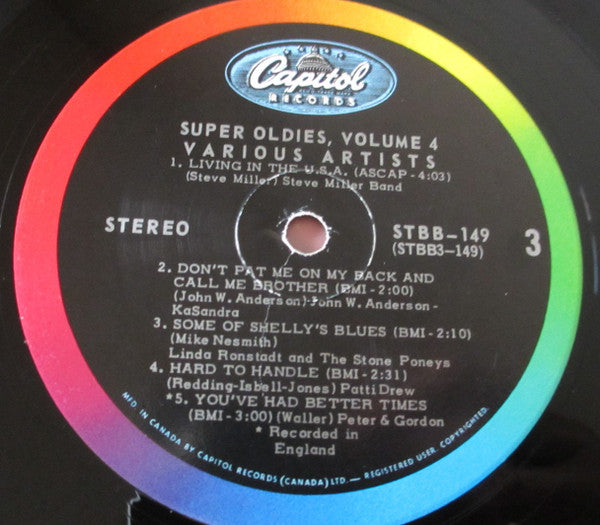 Capitol
RECORDS
SUPER OLDIES, VOLUME 4
VARIOUS ARTISTS
1. LIVING IN THE U.S.A. (ASCAP - 4:03)
(Steve Miller) Steve Miller Band
STEREO
STBB-149
(STBB3-149)
3
2. DON'T PAT ME ON MY BACK AND
CALL ME BROTHER (BMI - 2:00)
(John W. Anderson) John W. Anderson-
KaSandra
3. SOME OF SHELLY'S BLUES (BMI - 2:10)
(Mike Nesmith)
Linda Ronstadt and The Stone Poneys
4. HARD TO HANDLE (BMI - 2:31)
(Redding-Isbell-Jones) Patti Drew
*5. YOU'VE HAD BETTER TIMES
(BMI - 3:00) (Waller) Peter & Gordon
* Recorded in
England
MFD. IN CANADA BY CAPITOL RECORDS (CANADA) LTD. — REGISTERED USER. COPYRIGHTED.